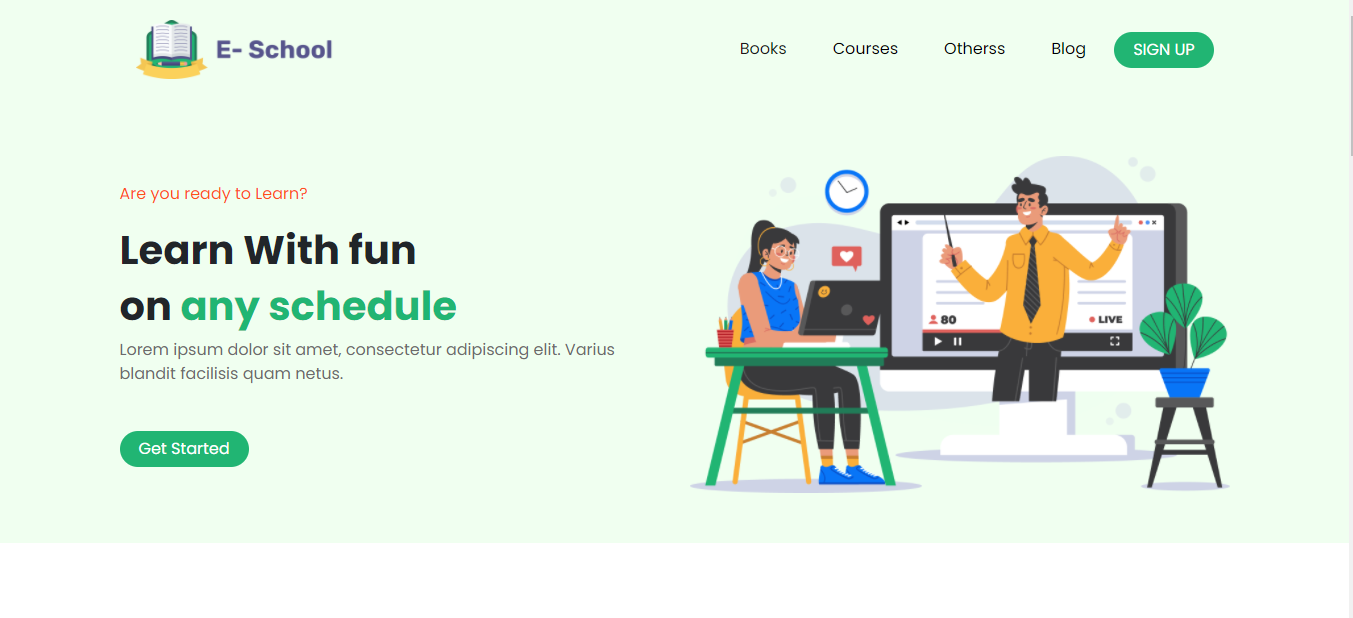 E- School
Books
Courses
Otherss
Blog
SIGN UP
Are you ready to Learn?
Learn With fun
on any schedule
Lorem ipsum dolor sit amet, consectetur adipiscing elit. Varius
blandit facilisis quam netus.
Get Started
80
LIVE